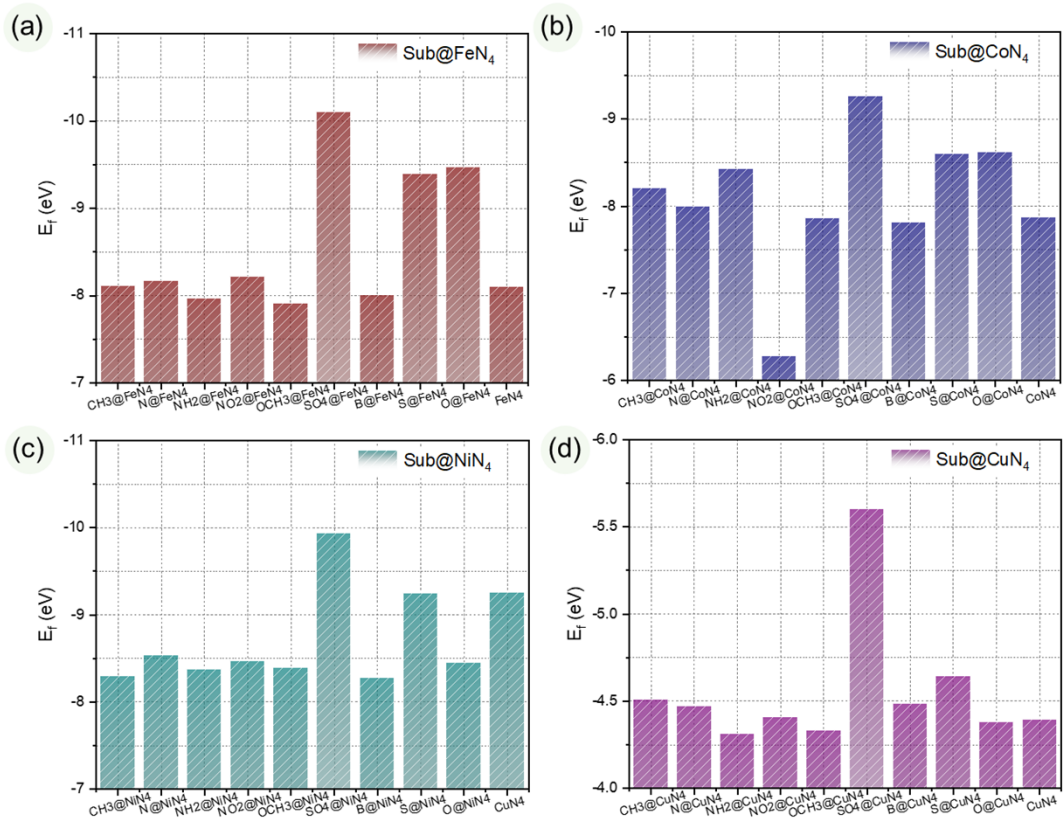 (a)
Sub@FeN4
-11
-10
-9
-8
-7
Ef (eV)
CH3@FeN4
N@FeN4
NH2@FeN4
NO2@FeN4
OCH3@FeN4
SO4@FeN4
B@FeN4
S@FeN4
O@FeN4
FeN4
(b)
Sub@CoN4
-10
-9
-8
-7
-6
Ef (eV)
CH3@CoN4
N@CoN4
NH2@CoN4
NO2@CoN4
OCH3@CoN4
SO4@CoN4
B@CoN4
S@CoN4
O@CoN4
CoN4
(c)
Sub@NiN4
-11
-10
-9
-8
-7
Ef (eV)
CH3@NiN4
N@NiN4
NH2@NiN4
NO2@NiN4
OCH3@NiN4
SO4@NiN4
B@NiN4
S@NiN4
O@NiN4
CuN4
(d)
Sub@CuN4
-6.0
-5.5
-5.0
-4.5
-4.0
Ef (eV)
CH3@CuN4
N@CuN4
NH2@CuN4
NO2@CuN4
OCH3@CuN4
SO4@CuN4
B@CuN4
S@CuN4
O@CuN4
CuN4